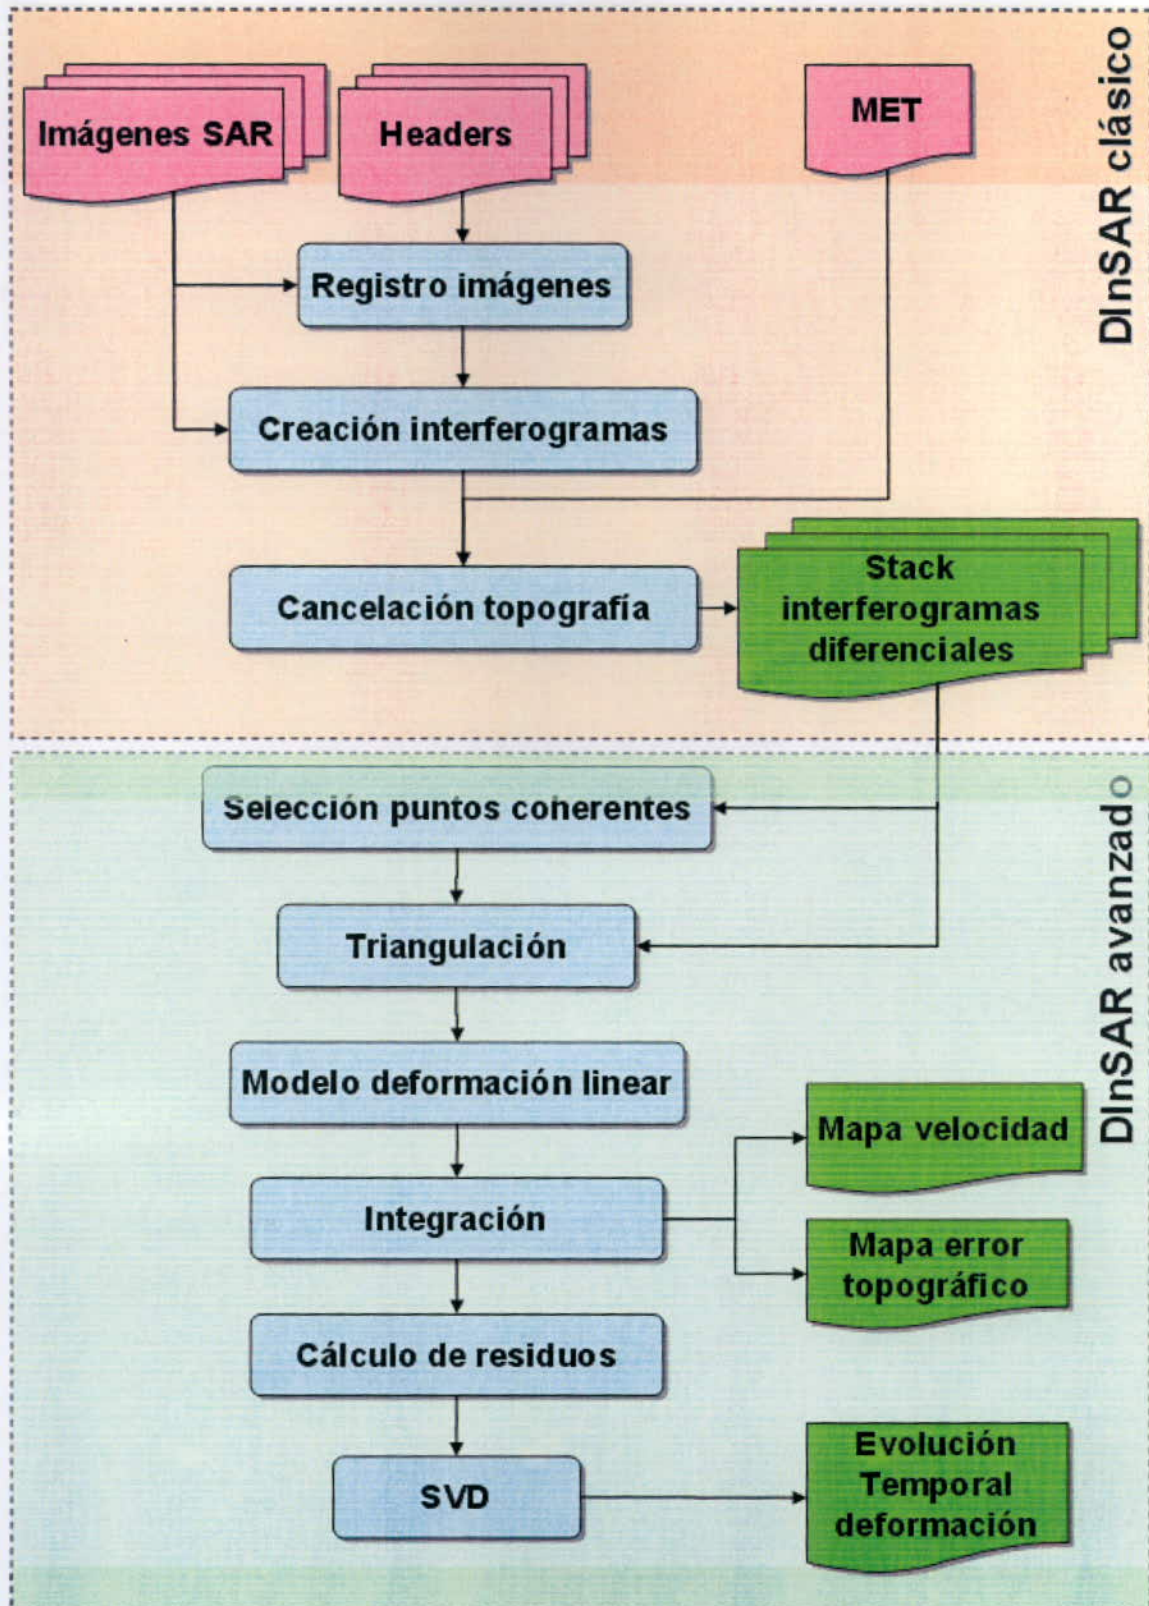 Imágenes SAR
Headers
MET
DInSAR clásico
Registro imágenes
Creación interferogramas
Cancelación topografía
Stack
interferogramas
diferenciales
Selección puntos coherentes
Triangulación
DInSAR avanzado
Modelo deformación linear
Mapa velocidad
Integración
Mapa error
topográfico
Cálculo de residuos
Evolución
Temporal
deformación
SVD